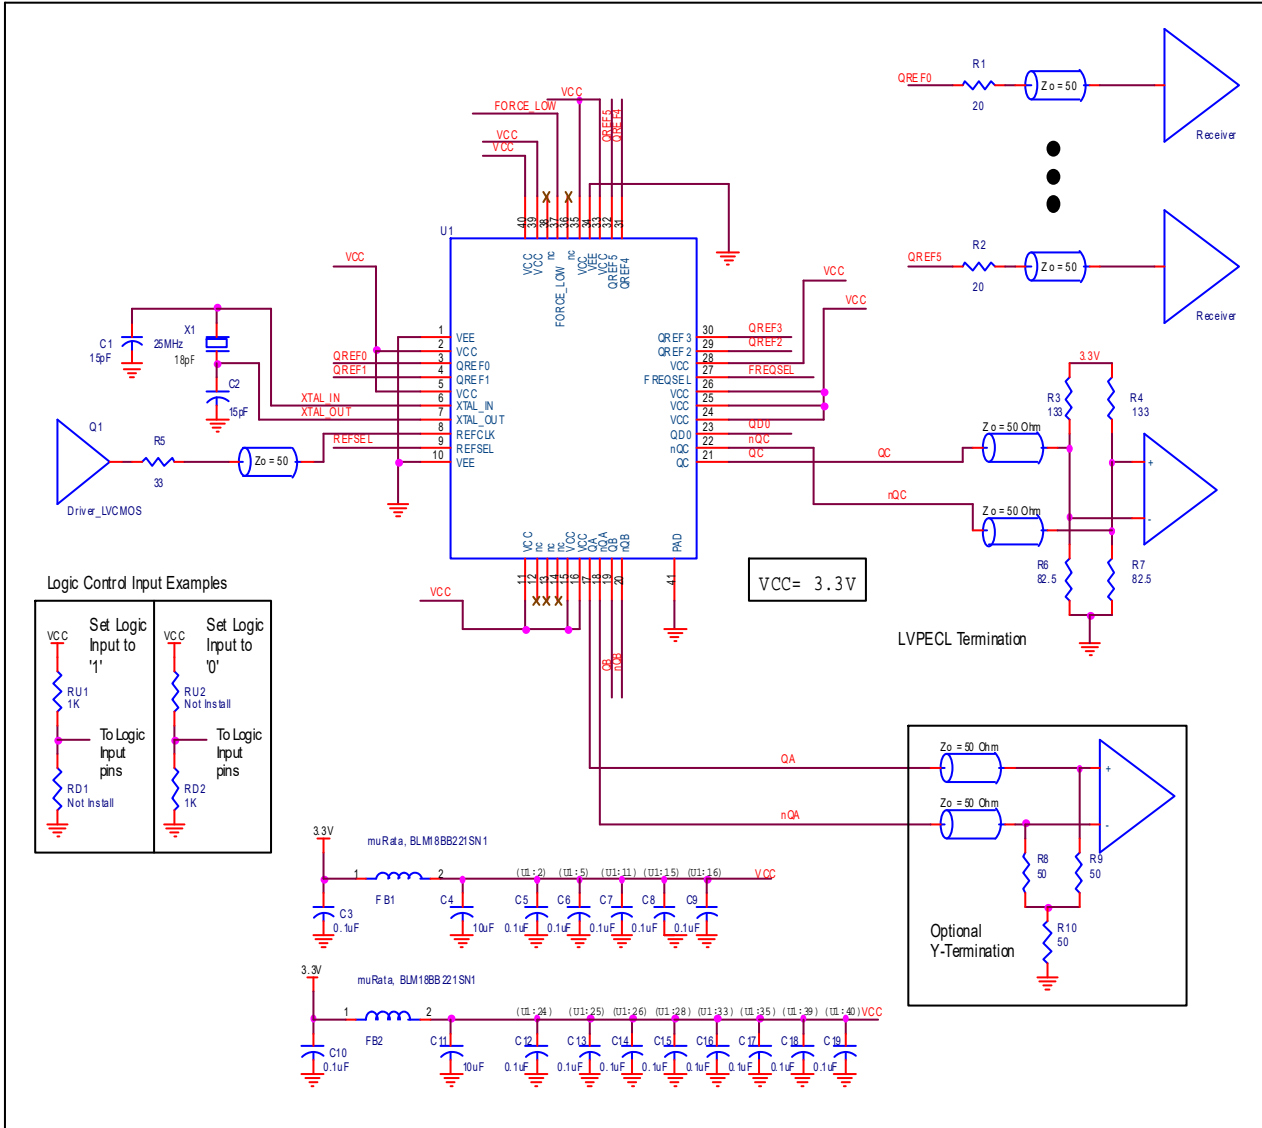 R1
QREF0
Zo = 50
20
Receiver
R2
QREF5
Zo = 50
20
Receiver
VCC
FORCE_LOW
VCC
VCC
QREF5
QREF4
40
39
38
37
36
35
34
33
32
31
U1
VCC
VCC
nc
FORCE_LOW
nc
VCC
VEE
VCC
QREF5
QREF4
VCC
VCC
VCC
C1
15pF
X1
25MHz
18pF
C2
15pF
XTAL_IN
XTAL_OUT
QREF0
QREF1
REFSEL
1 VEE
2 VCC
3 QREF0
4 QREF1
5 VCC
6 XTAL_IN
7 XTAL_OUT
8 REFCLK
9 REFSEL
10 VEE
QREF3 30 QREF3
QREF2 29 QREF2
VCC 28
FREQSEL 27 FREQSEL
VCC 26
VCC 25
VCC 24
QD0 23 QD0
nQC 22 nQC
QC 21 QC
Q1
R5
33
Zo = 50
Driver_LVCMOS
3.3V
R3
133
R4
133
Zo = 50 Ohm
QC
nQC
Zo = 50 Ohm
+
-
R6
82.5
R7
82.5
LVPECL Termination
VCC
nc
nc
nc
VCC
VCC
QA
nQA
QB
nQB
PAD
11
12
13
14
15
16
17
18
19
20
41
VCC
QB
nQB
VCC= 3.3V
Logic Control Input Examples
VCC
Set Logic
Input to
'1'
RU1
1K
To Logic
Input
pins
RD1
Not Install
VCC
Set Logic
Input to
'0'
RU2
Not Install
To Logic
Input
pins
RD2
1K
QA
nQA
Zo = 50 Ohm
Zo = 50 Ohm
+
-
R8
50
R9
50
R10
50
Optional
Y-Termination
3.3V
muRata, BLM18BB221SN1
1
2
FB1
(U1:2) (U1:5) (U1:11) (U1:15) (U1:16)
VCC
C3
0.1uF
C4
10uF
C5
0.1uF
C6
0.1uF
C7
0.1uF
C8
0.1uF
C9
0.1uF
3.3V
muRata, BLM18BB221SN1
1
2
FB2
(U1:24) (U1:25) (U1:26) (U1:28) (U1:33) (U1:35) (U1:39) (U1:40)
VCC
C10
0.1uF
C11
10uF
C12
0.1uF
C13
0.1uF
C14
0.1uF
C15
0.1uF
C16
0.1uF
C17
0.1uF
C18
0.1uF
C19
0.1uF